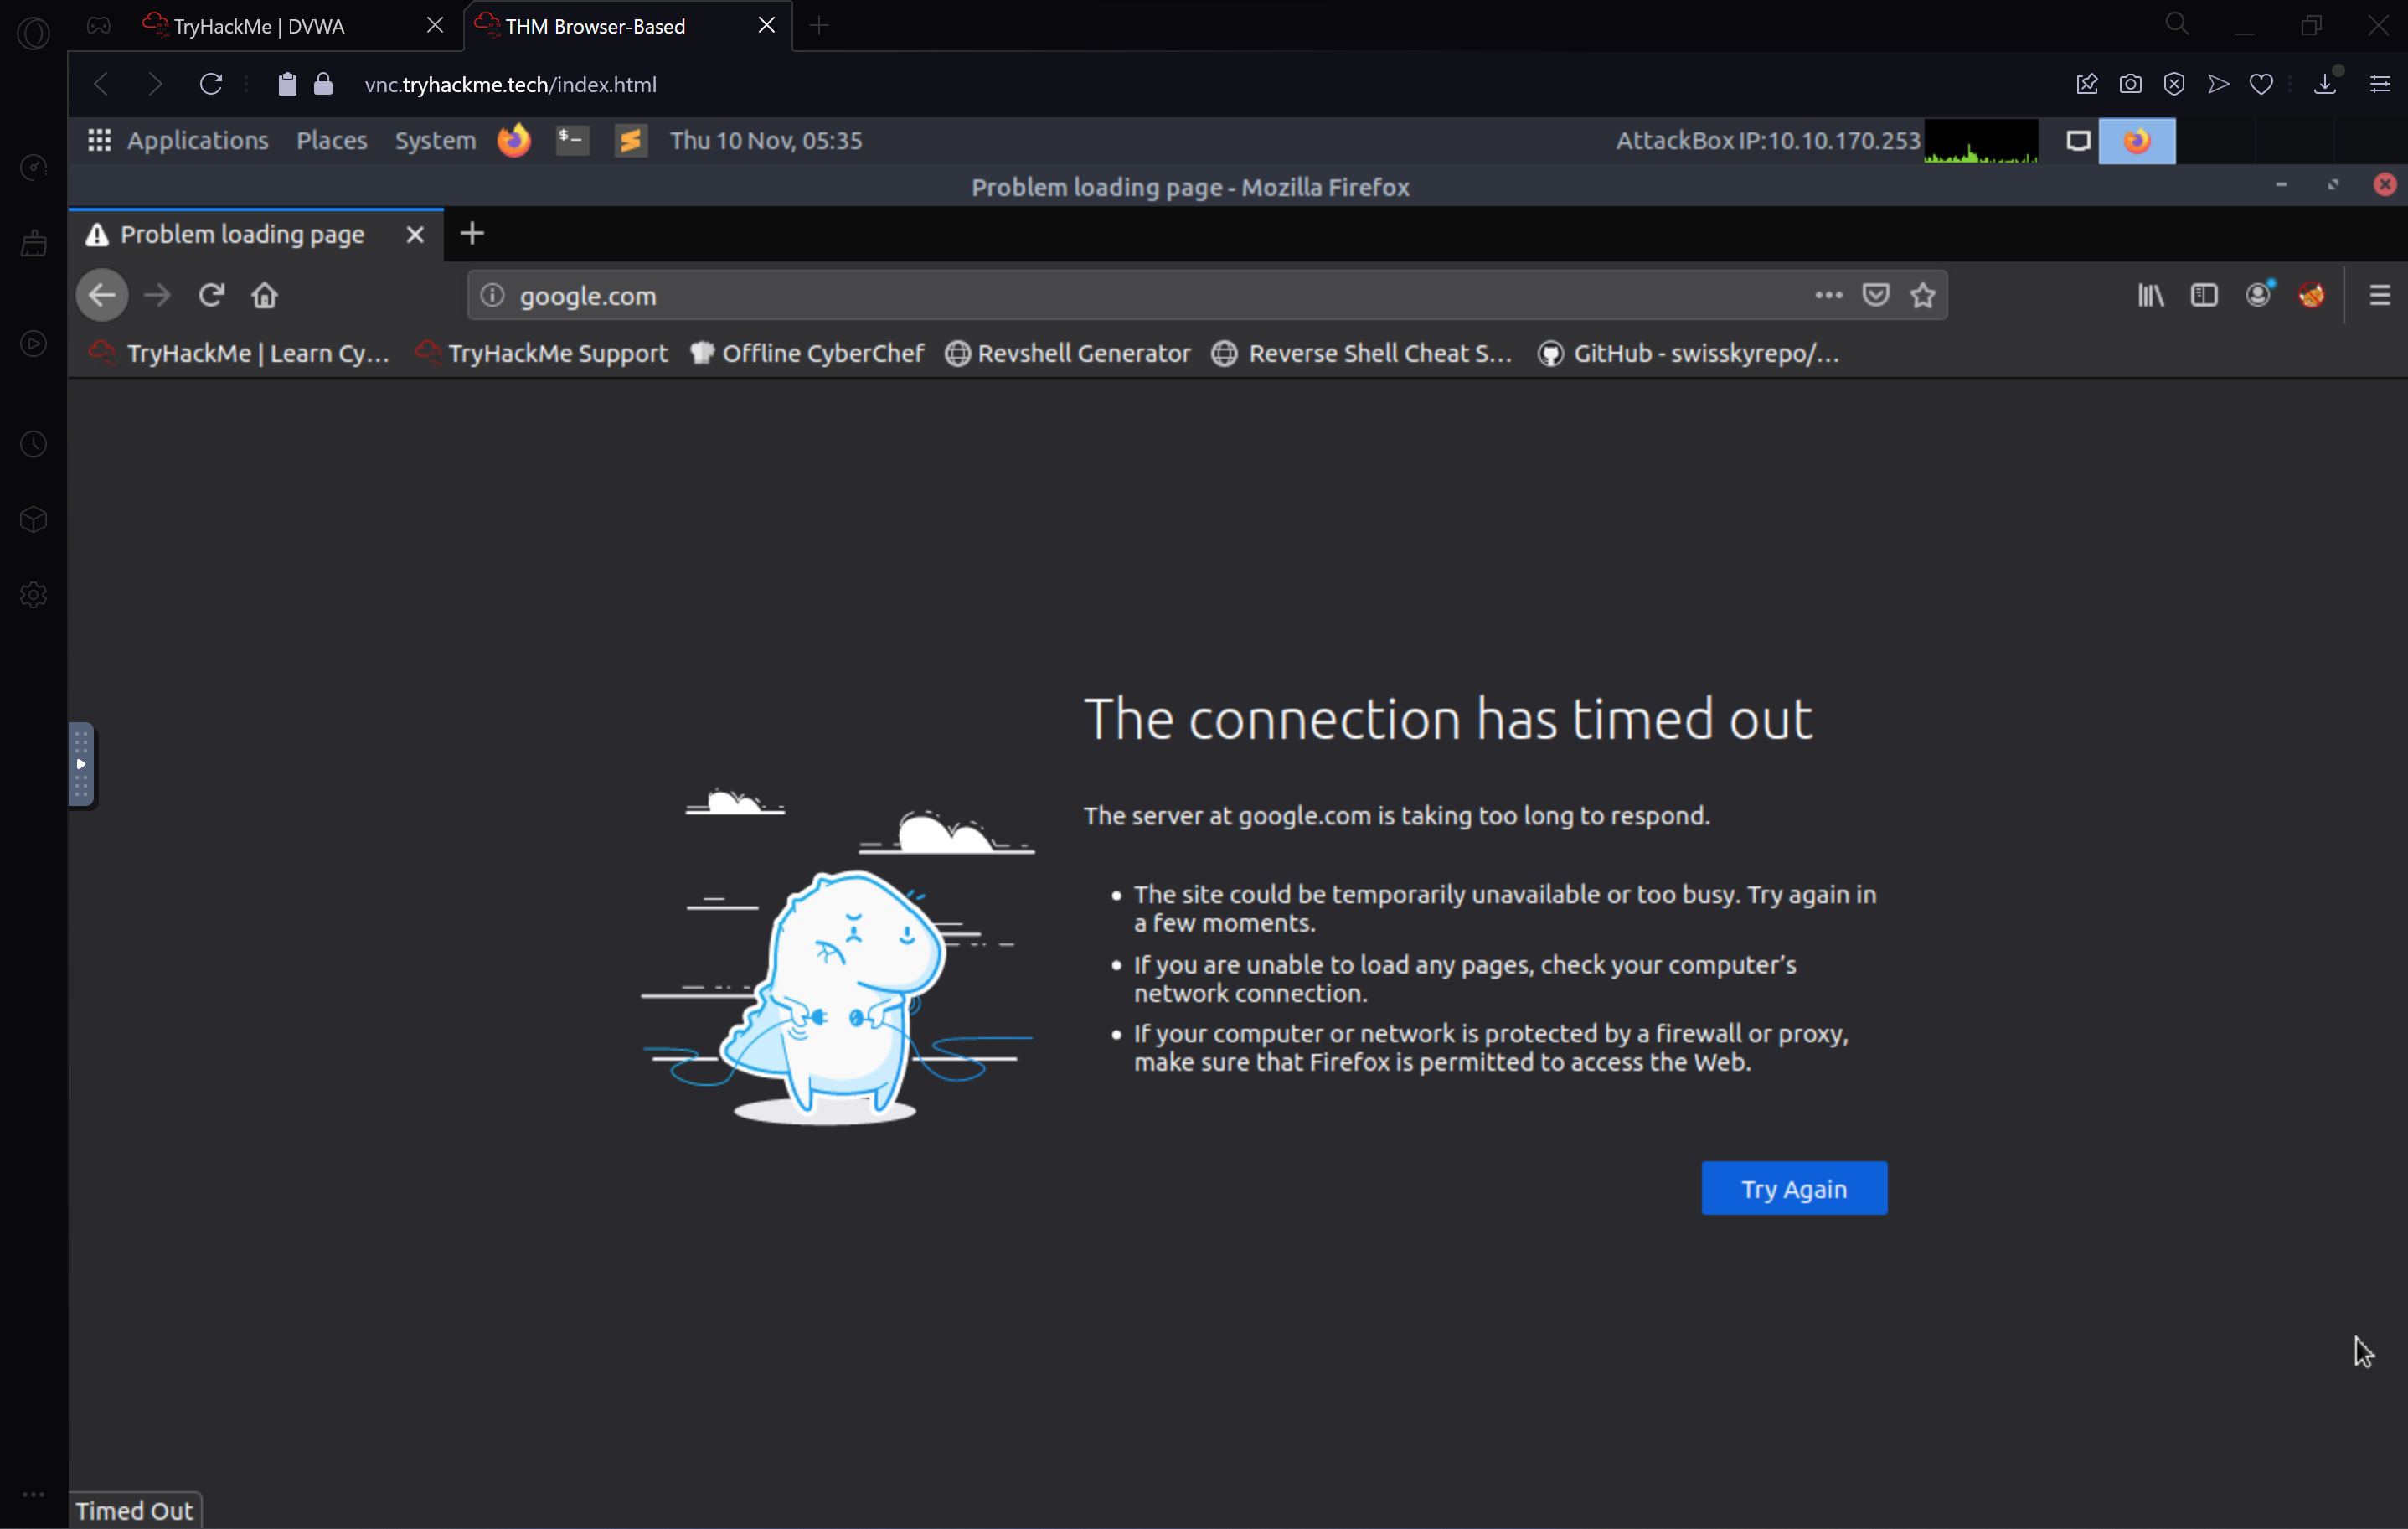 TryHackMe | DVWA
THM Browser-Based
vnc.tryhackme.tech/index.html
Applications Places System Thu 10 Nov, 05:35 AttackBox IP:10.10.170.253
Problem loading page - Mozilla Firefox
Problem loading page
google.com
TryHackMe | Learn Cy... TryHackMe Support Offline CyberChef Revshell Generator Reverse Shell Cheat S... GitHub - swisskyrepo/...
The connection has timed out
The server at google.com is taking too long to respond.
• The site could be temporarily unavailable or too busy. Try again in
a few moments.
• If you are unable to load any pages, check your computer’s
network connection.
• If your computer or network is protected by a firewall or proxy,
make sure that Firefox is permitted to access the Web.
Try Again
Timed Out